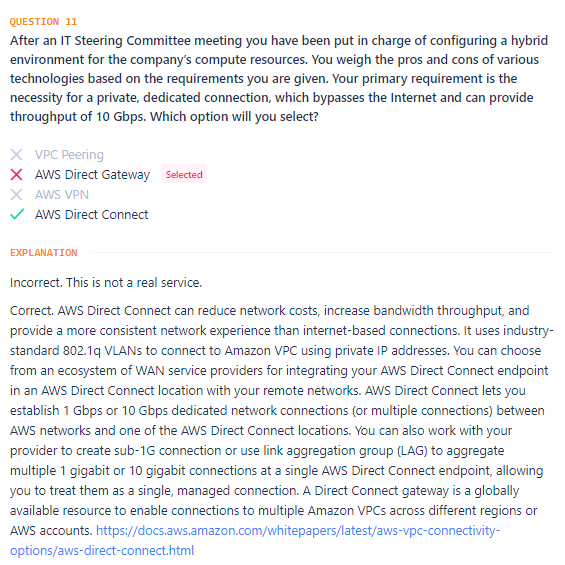 QUESTION 11
After an IT Steering Committee meeting you have been put in charge of configuring a hybrid
environment for the company's compute resources. You weigh the pros and cons of various
technologies based on the requirements you are given. Your primary requirement is the
necessity for a private, dedicated connection, which bypasses the Internet and can provide
throughput of 10 Gbps. Which option will you select?
VPC Peering
AWS Direct Gateway Selected
AWS VPN
AWS Direct Connect
EXPLANATION
Incorrect. This is not a real service.
Correct. AWS Direct Connect can reduce network costs, increase bandwidth throughput, and
provide a more consistent network experience than internet-based connections. It uses industry-
standard 802.1q VLANs to connect to Amazon VPC using private IP addresses. You can choose
from an ecosystem of WAN service providers for integrating your AWS Direct Connect endpoint
in an AWS Direct Connect location with your remote networks. AWS Direct Connect lets you
establish 1 Gbps or 10 Gbps dedicated network connections (or multiple connections) between
AWS networks and one of the AWS Direct Connect locations. You can also work with your
provider to create sub-1G connection or use link aggregation group (LAG) to aggregate
multiple 1 gigabit or 10 gigabit connections at a single AWS Direct Connect endpoint, allowing
you to treat them as a single, managed connection. A Direct Connect gateway is a globally
available resource to enable connections to multiple Amazon VPCs across different regions or
AWS accounts. https://docs.aws.amazon.com/whitepapers/latest/aws-vpc-connectivity-
options/aws-direct-connect.html